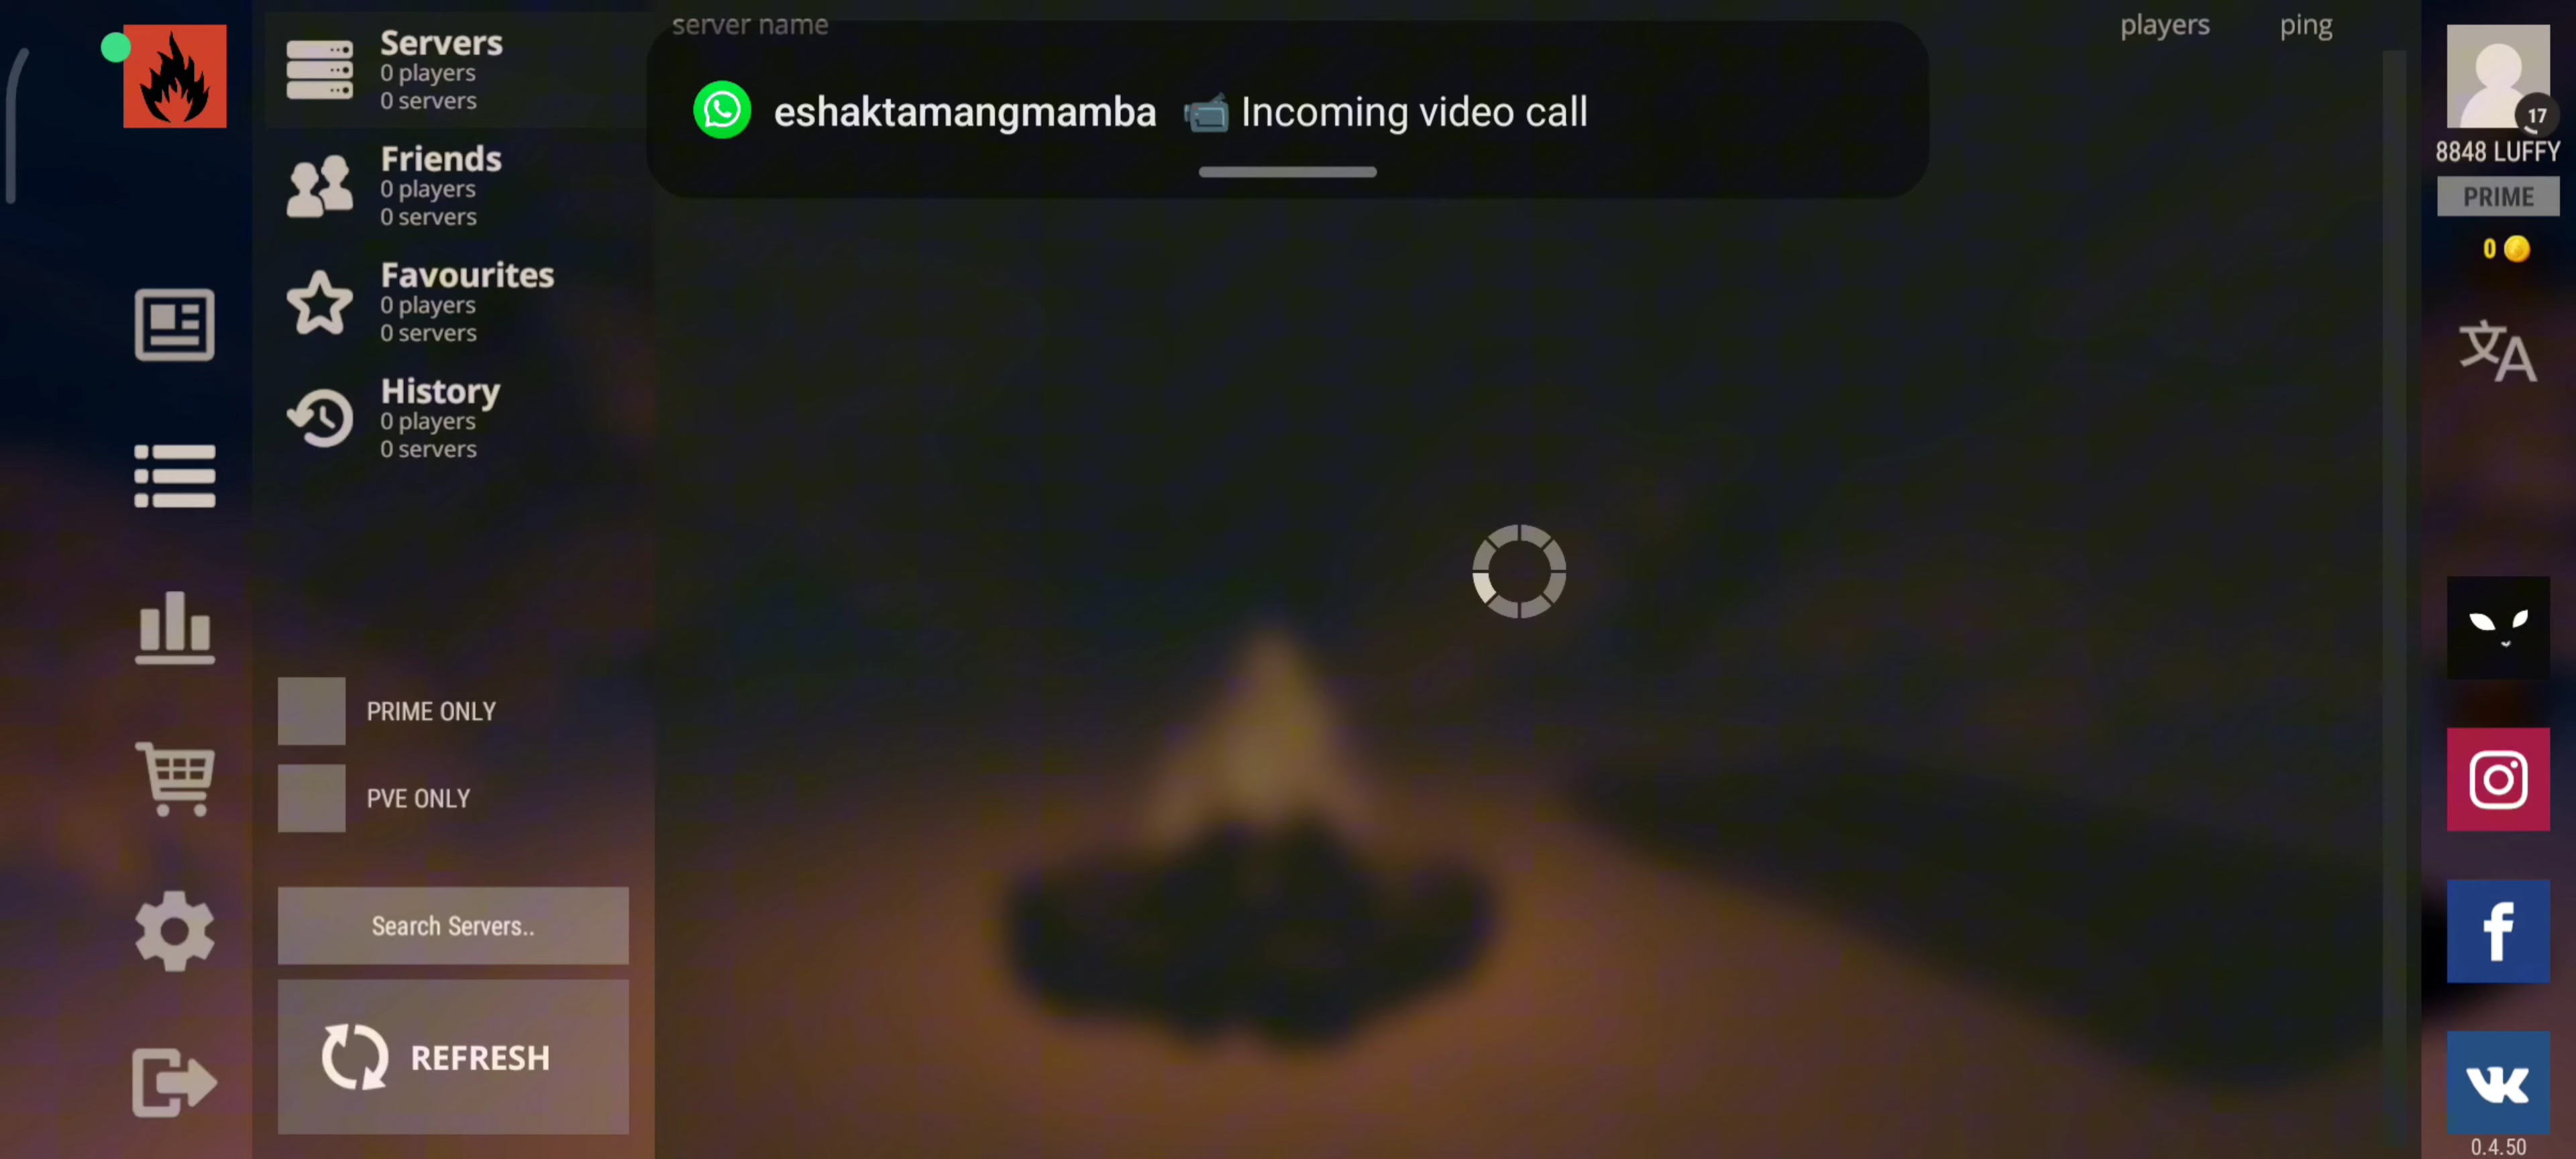 Servers
0 players
0 servers
Friends
0 players
0 servers
Favourites
0 players
0 servers
History
0 players
0 servers
PRIME ONLY
PVE ONLY
Search Servers..
REFRESH
server name
players
ping
eshaktamangmamba 📹 Incoming video call
17
8848 LUFFY
PRIME
0
0.4.50